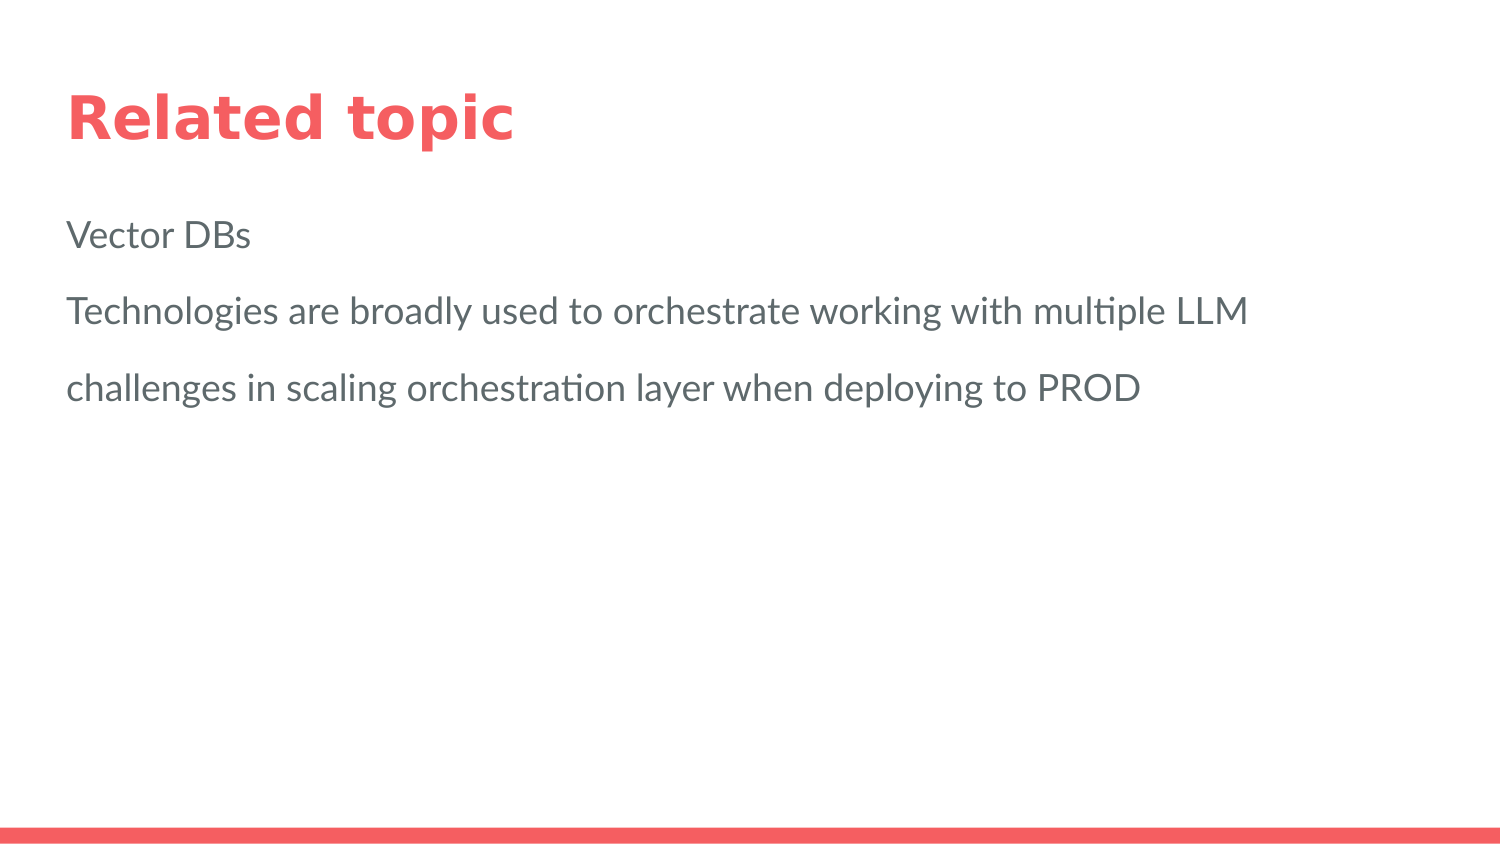 Related topic
Vector DBs
Technologies are broadly used to orchestrate working with multiple LLM
challenges in scaling orchestration layer when deploying to PROD